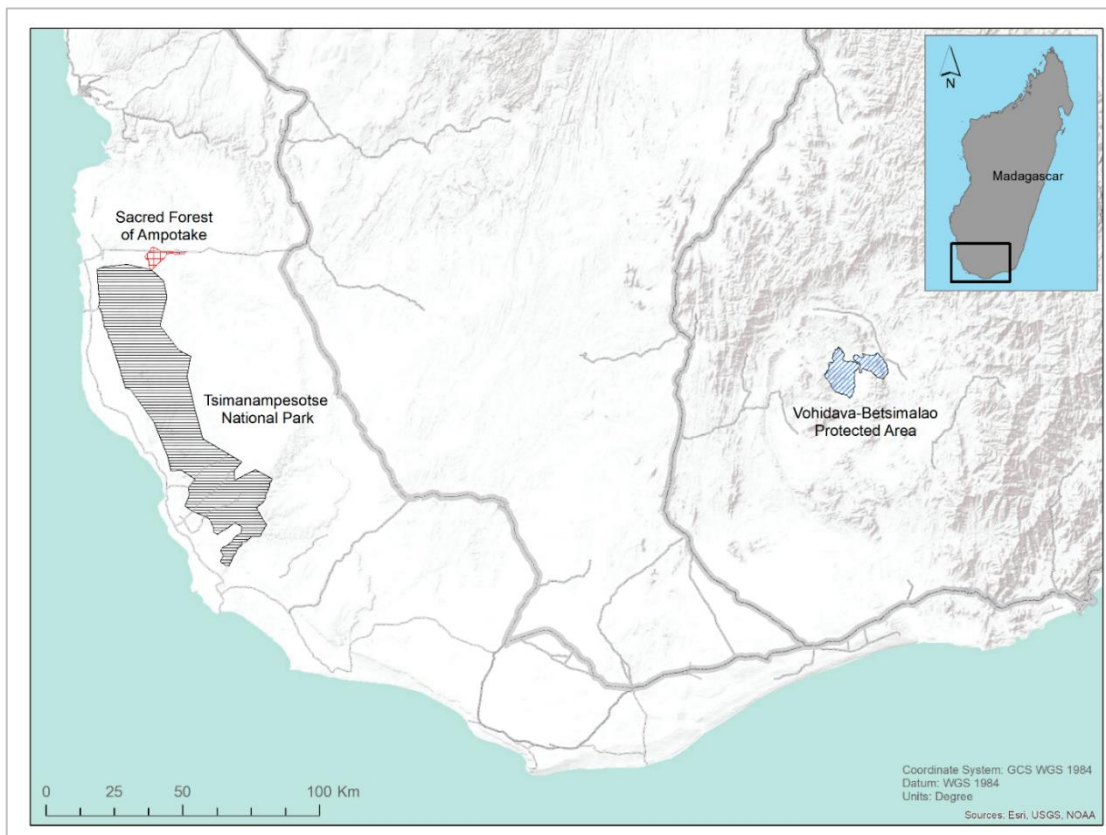 N
Madagascar
Sacred Forest
of Ampotake
Tsimanampesotse
National Park
Vohidava-Betsimalao
Protected Area
0 25 50 100 Km
Coordinate System: GCS WGS 1984
Datum: WGS 1984
Units: Degree
Sources: Esri, USGS, NOAA